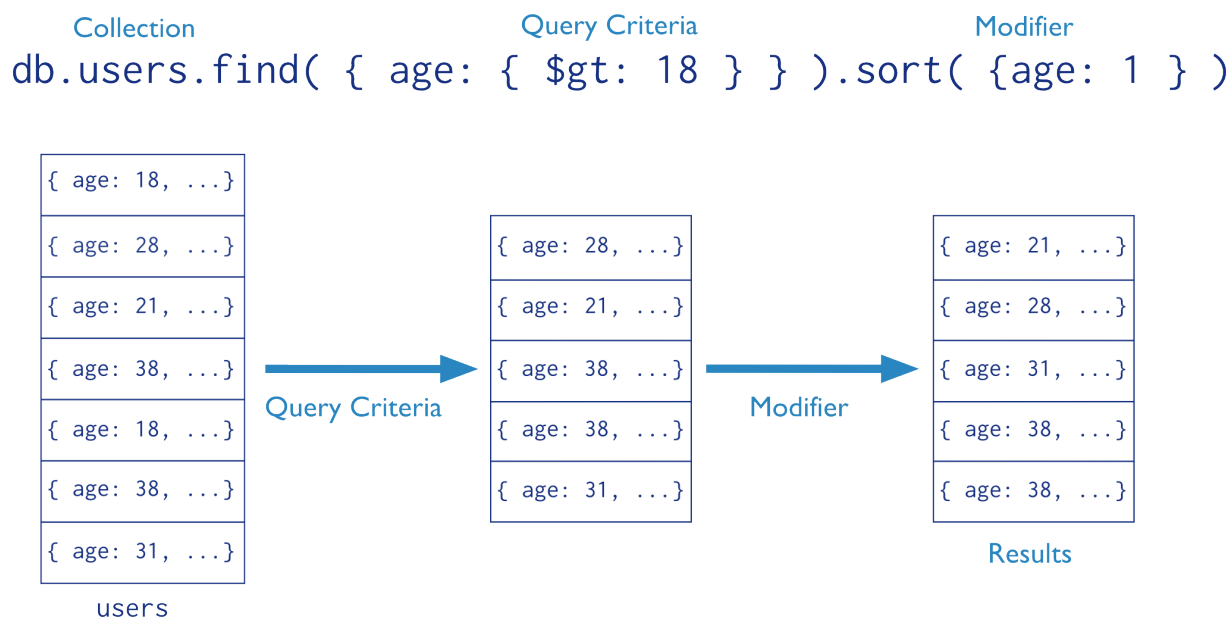 Collection Query Criteria Modifier
db.users.find( { age: { $gt: 18 } } ).sort( {age: 1 } )
{ age: 18, ...}
{ age: 28, ...}
{ age: 21, ...}
{ age: 38, ...}
{ age: 18, ...}
{ age: 38, ...}
{ age: 31, ...}
users
Query Criteria
{ age: 28, ...}
{ age: 21, ...}
{ age: 38, ...}
{ age: 38, ...}
{ age: 31, ...}
Modifier
{ age: 21, ...}
{ age: 28, ...}
{ age: 31, ...}
{ age: 38, ...}
{ age: 38, ...}
Results